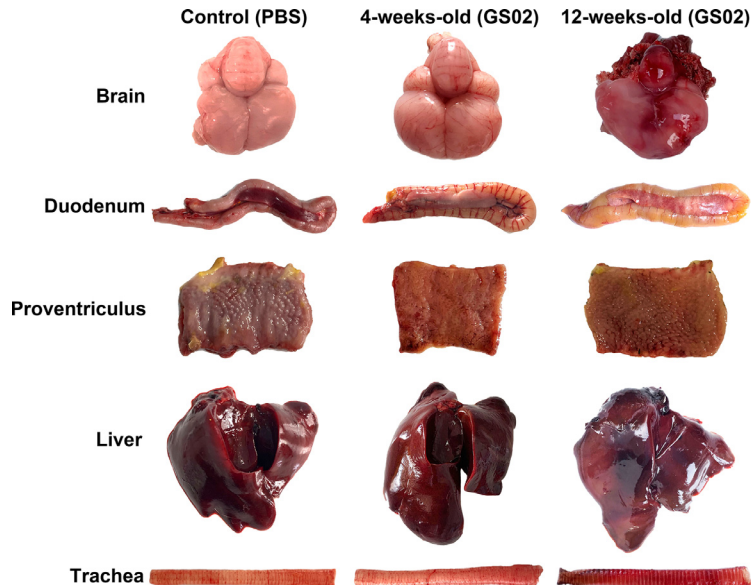 Control (PBS) 4-weeks-old (GS02) 12-weeks-old (GS02)
Brain
Duodenum
Proventriculus
Liver
Trachea